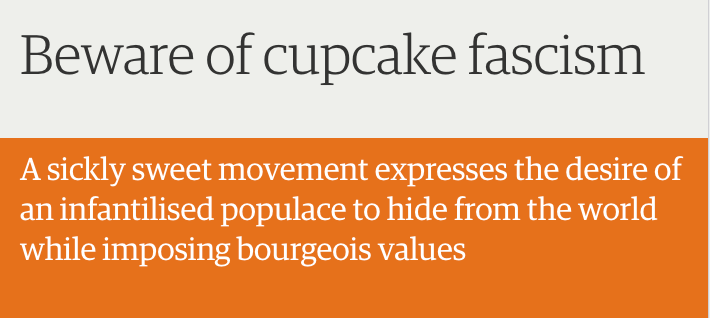 Beware of cupcake fascism
A sickly sweet movement expresses the desire of
an infantilised populace to hide from the world
while imposing bourgeois values